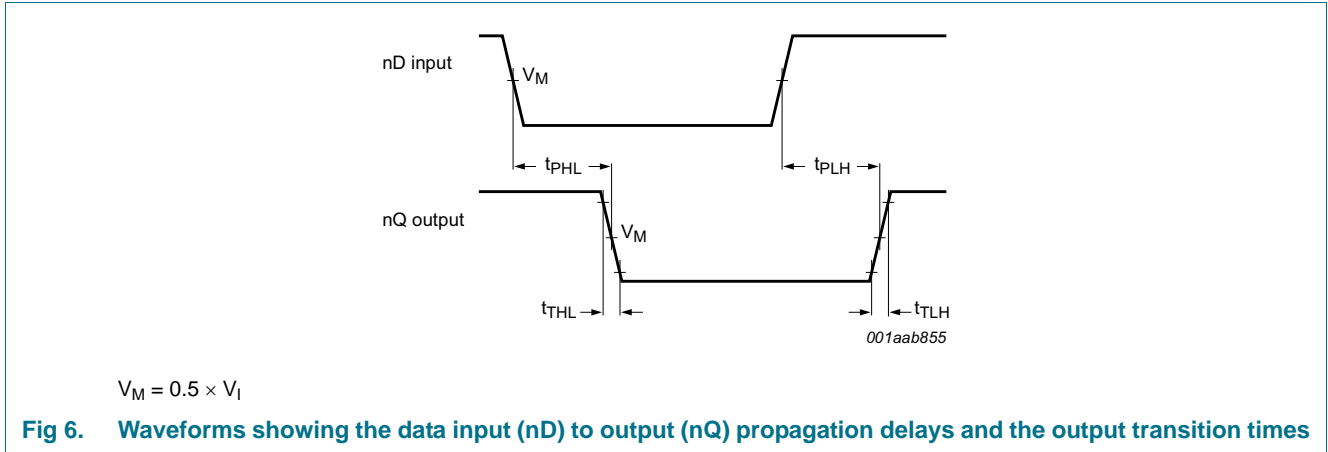 nD input
VM
tPHL
tPLH
nQ output
VM
tTHL
tTLH
001aab855
VM = 0.5 × VI
Fig 6. Waveforms showing the data input (nD) to output (nQ) propagation delays and the output transition times